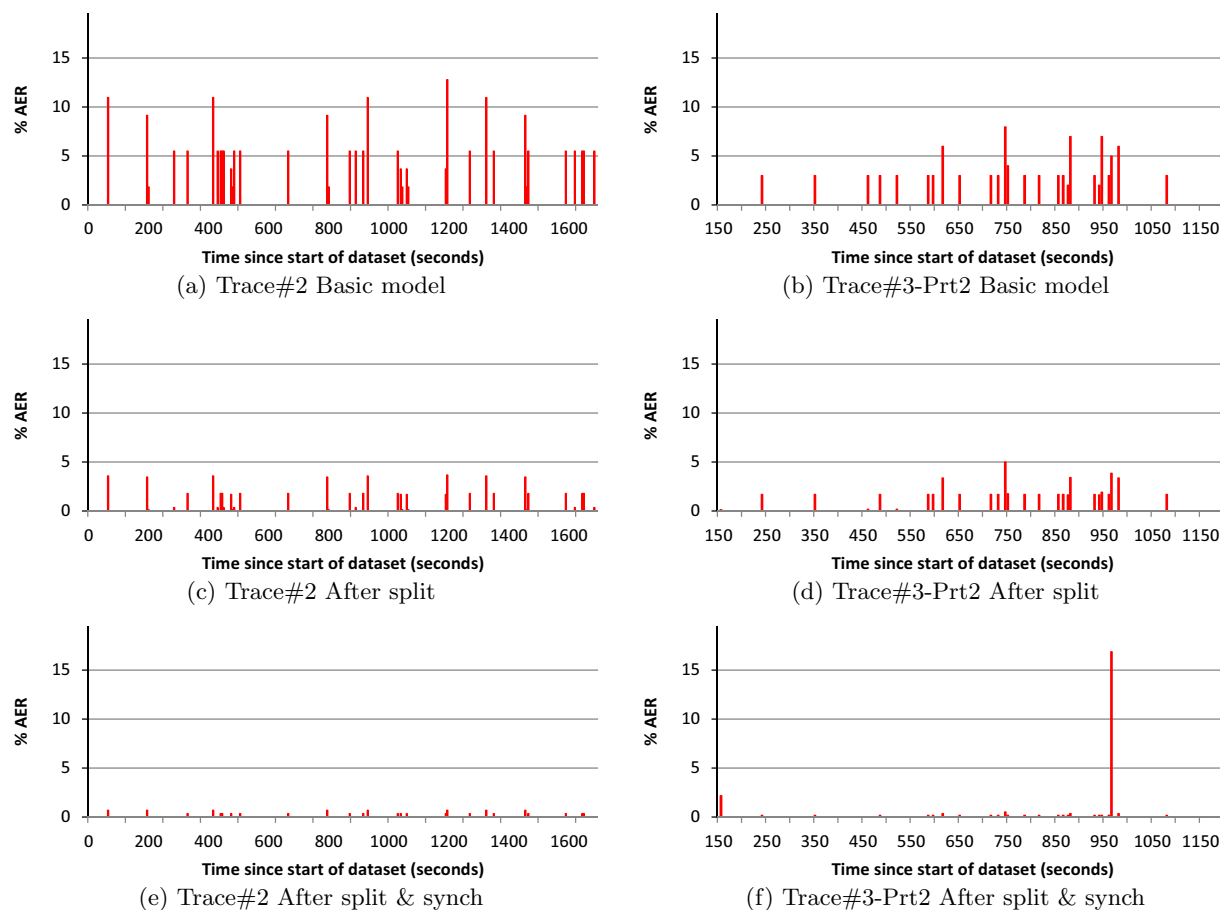 15
10
5
0
% AER
0 200 400 600 800 1000 1200 1400 1600
Time since start of dataset (seconds)
(a) Trace#2 Basic model
15
10
5
0
% AER
150 250 350 450 550 650 750 850 950 1050 1150
Time since start of dataset (seconds)
(b) Trace#3-Prt2 Basic model
15
10
5
0
% AER
0 200 400 600 800 1000 1200 1400 1600
Time since start of dataset (seconds)
(c) Trace#2 After split
15
10
5
0
% AER
150 250 350 450 550 650 750 850 950 1050 1150
Time since start of dataset (seconds)
(d) Trace#3-Prt2 After split
15
10
5
0
% AER
0 200 400 600 800 1000 1200 1400 1600
Time since start of dataset (seconds)
(e) Trace#2 After split & synch
15
10
5
0
% AER
150 250 350 450 550 650 750 850 950 1050 1150
Time since start of dataset (seconds)
(f) Trace#3-Prt2 After split & synch